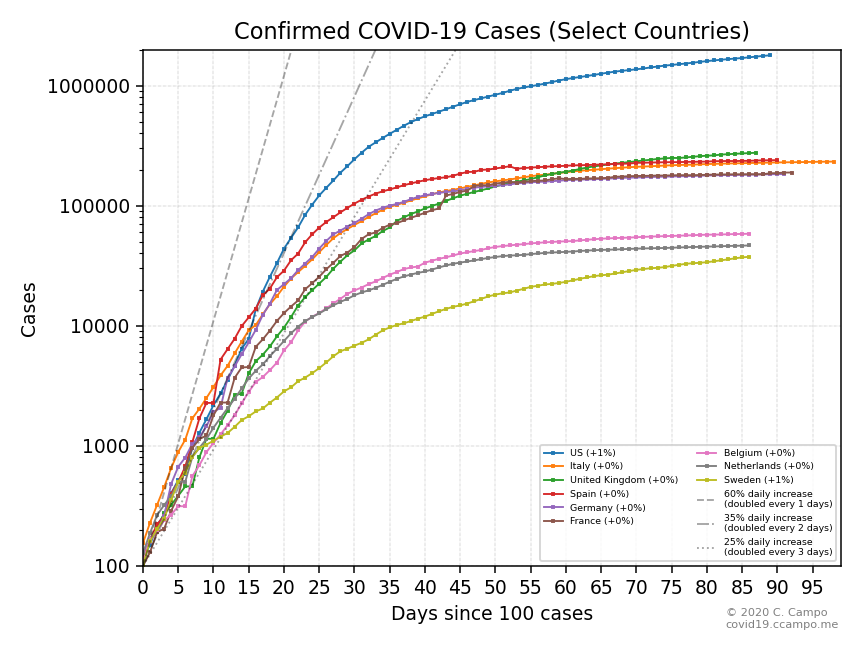 Confirmed COVID-19 Cases (Select Countries)
Cases
1000000
100000
10000
1000
100
0 5 10 15 20 25 30 35 40 45 50 55 60 65 70 75 80 85 90 95
Days since 100 cases
US (+1%)
Italy (+0%)
United Kingdom (+0%)
Spain (+0%)
Germany (+0%)
France (+0%)
Belgium (+0%)
Netherlands (+0%)
Sweden (+1%)
60% daily increase
(doubled every 1 days)
35% daily increase
(doubled every 2 days)
25% daily increase
(doubled every 3 days)
© 2020 C. Campo
covid19.ccampo.me